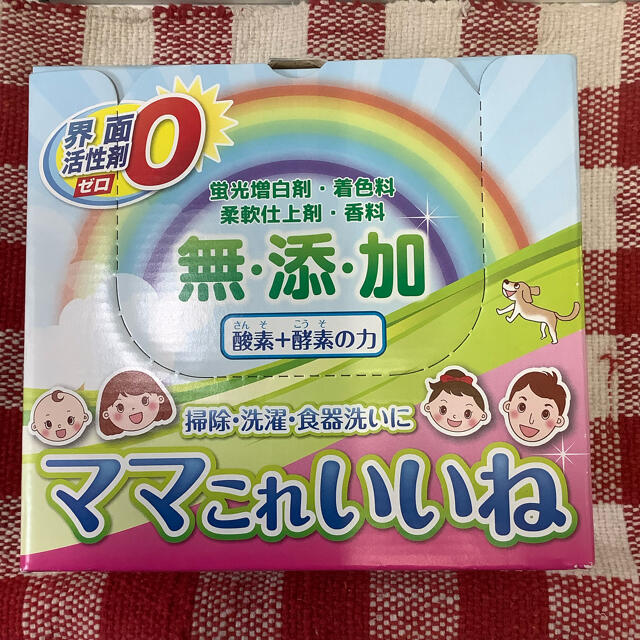 界面
活性剤
ゼロ
0
蛍光増白剤・着色料
柔軟仕上剤・香料
無・添・加
さんそ こうそ
酸素+酵素の力
掃除・洗濯・食器洗いに
ママこれいいね